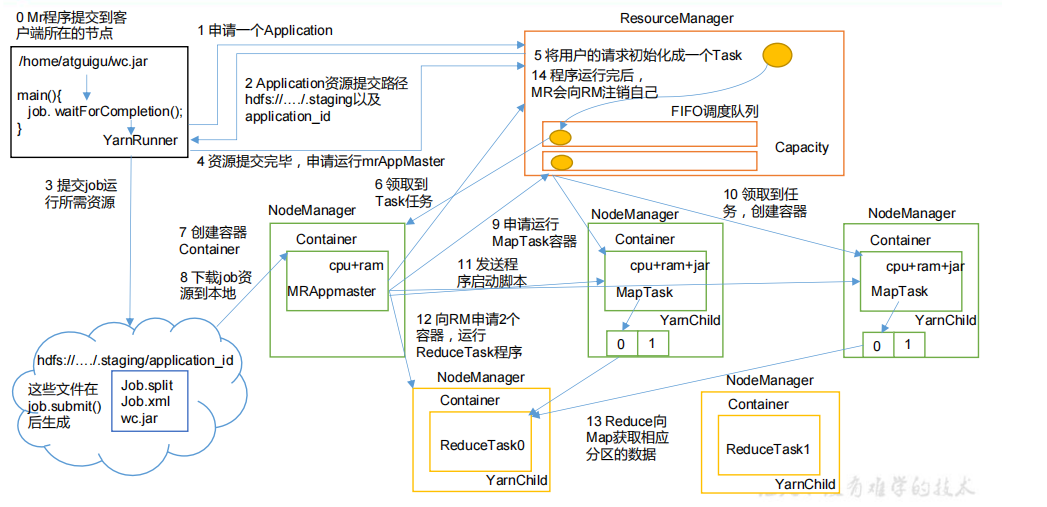 0 Mr程序提交到客
户端所在的节点
/home/atguigu/wc.jar
main(){
job. waitForCompletion();
}
YarnRunner
1 申请一个Application
2 Application资源提交路径
hdfs://…./.staging以及
application_id
4 资源提交完毕，申请运行mrAppMaster
3 提交job运
行所需资源
ResourceManager
5 将用户的请求初始化成一个Task
14 程序运行完后，
MR会向RM注销自己
FIFO调度队列
Capacity
6 领取到
Task任务
10 领取到任
务，创建容器
NodeManager
7 创建容器
Container
8 下载job资
源到本地
Container
cpu+ram
MRAppmaster
9 申请运行
MapTask容器
11 发送程
序启动脚本
12 向RM申请2个
容器，运行
ReduceTask程序
NodeManager
Container
cpu+ram+jar
MapTask
YarnChild
0 1
NodeManager
Container
cpu+ram+jar
MapTask
YarnChild
0 1
hdfs://…./.staging/application_id
这些文件在
job.submit()
后生成
Job.split
Job.xml
wc.jar
NodeManager
Container
ReduceTask0
YarnChild
13 Reduce向
Map获取相应
分区的数据
NodeManager
Container
ReduceTask1
YarnChild
有难学的技术